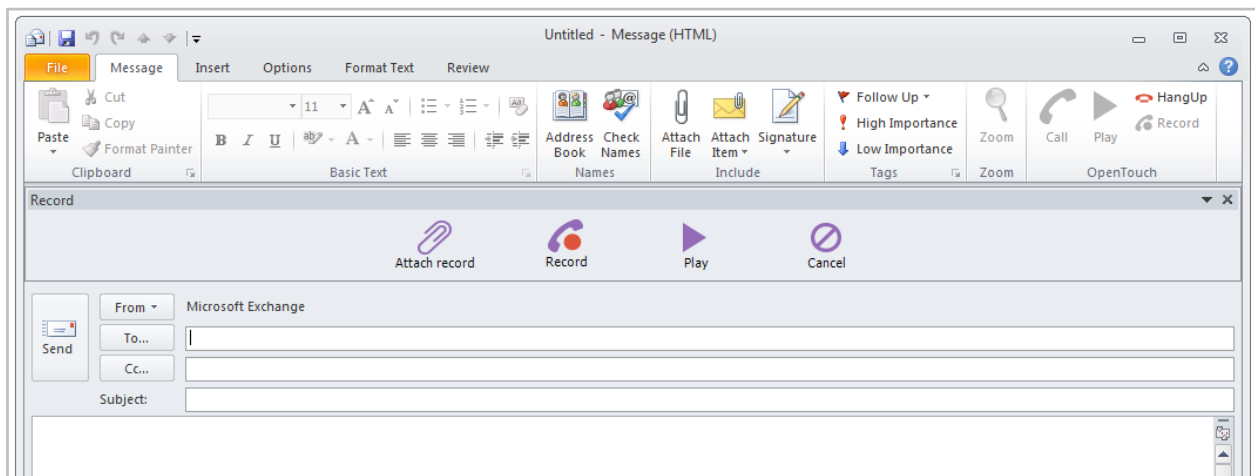 Untitled - Message (HTML)
File Message Insert Options Format Text Review
Cut
Copy
Format Painter
Paste
Clipboard
11
B I U ab A
Basic Text
Address Book
Check Names
Names
Attach File
Attach Item
Signature
Include
Follow Up
High Importance
Low Importance
Tags
Zoom
Zoom
Call
Play
HangUp
Record
OpenTouch
Record
Attach record Record Play Cancel
Send
From Microsoft Exchange
To...
Cc...
Subject: